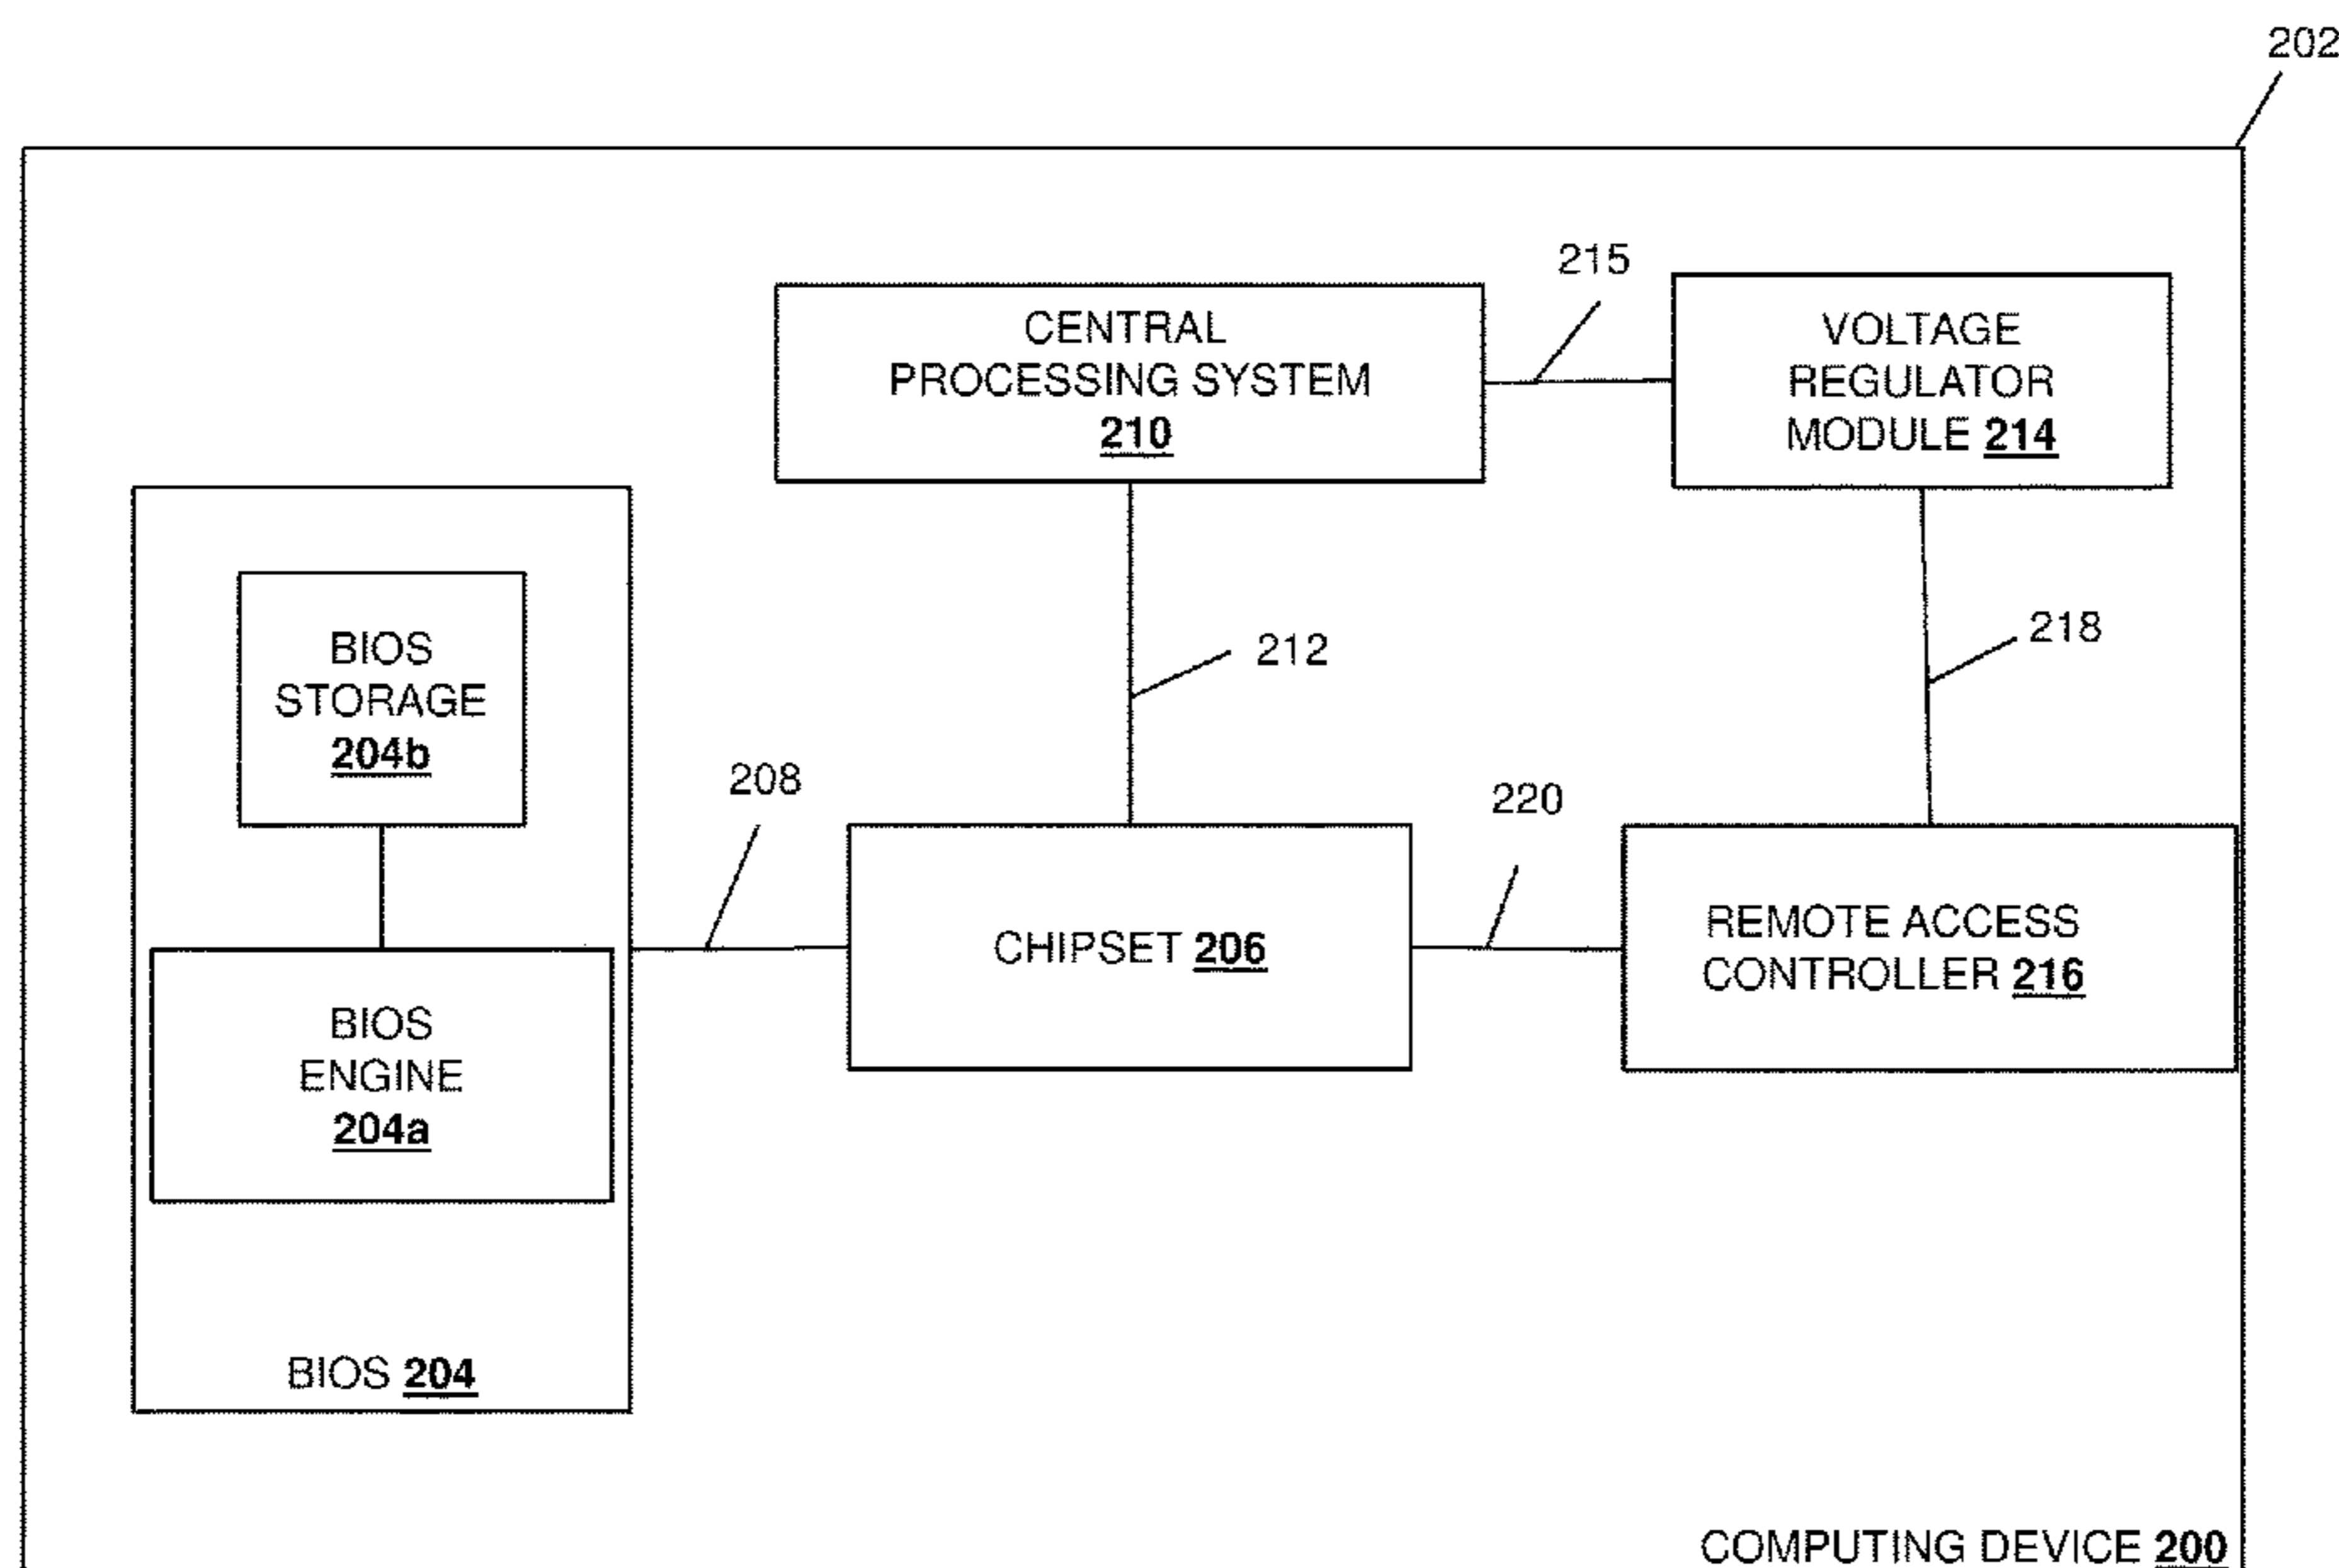 202
215
CENTRAL
PROCESSING SYSTEM
210
VOLTAGE
REGULATOR
MODULE 214
BIOS
STORAGE
204b
212
218
208
220
CHIPSET 206
REMOTE ACCESS
CONTROLLER 216
BIOS
ENGINE
204a
BIOS 204
COMPUTING DEVICE 200